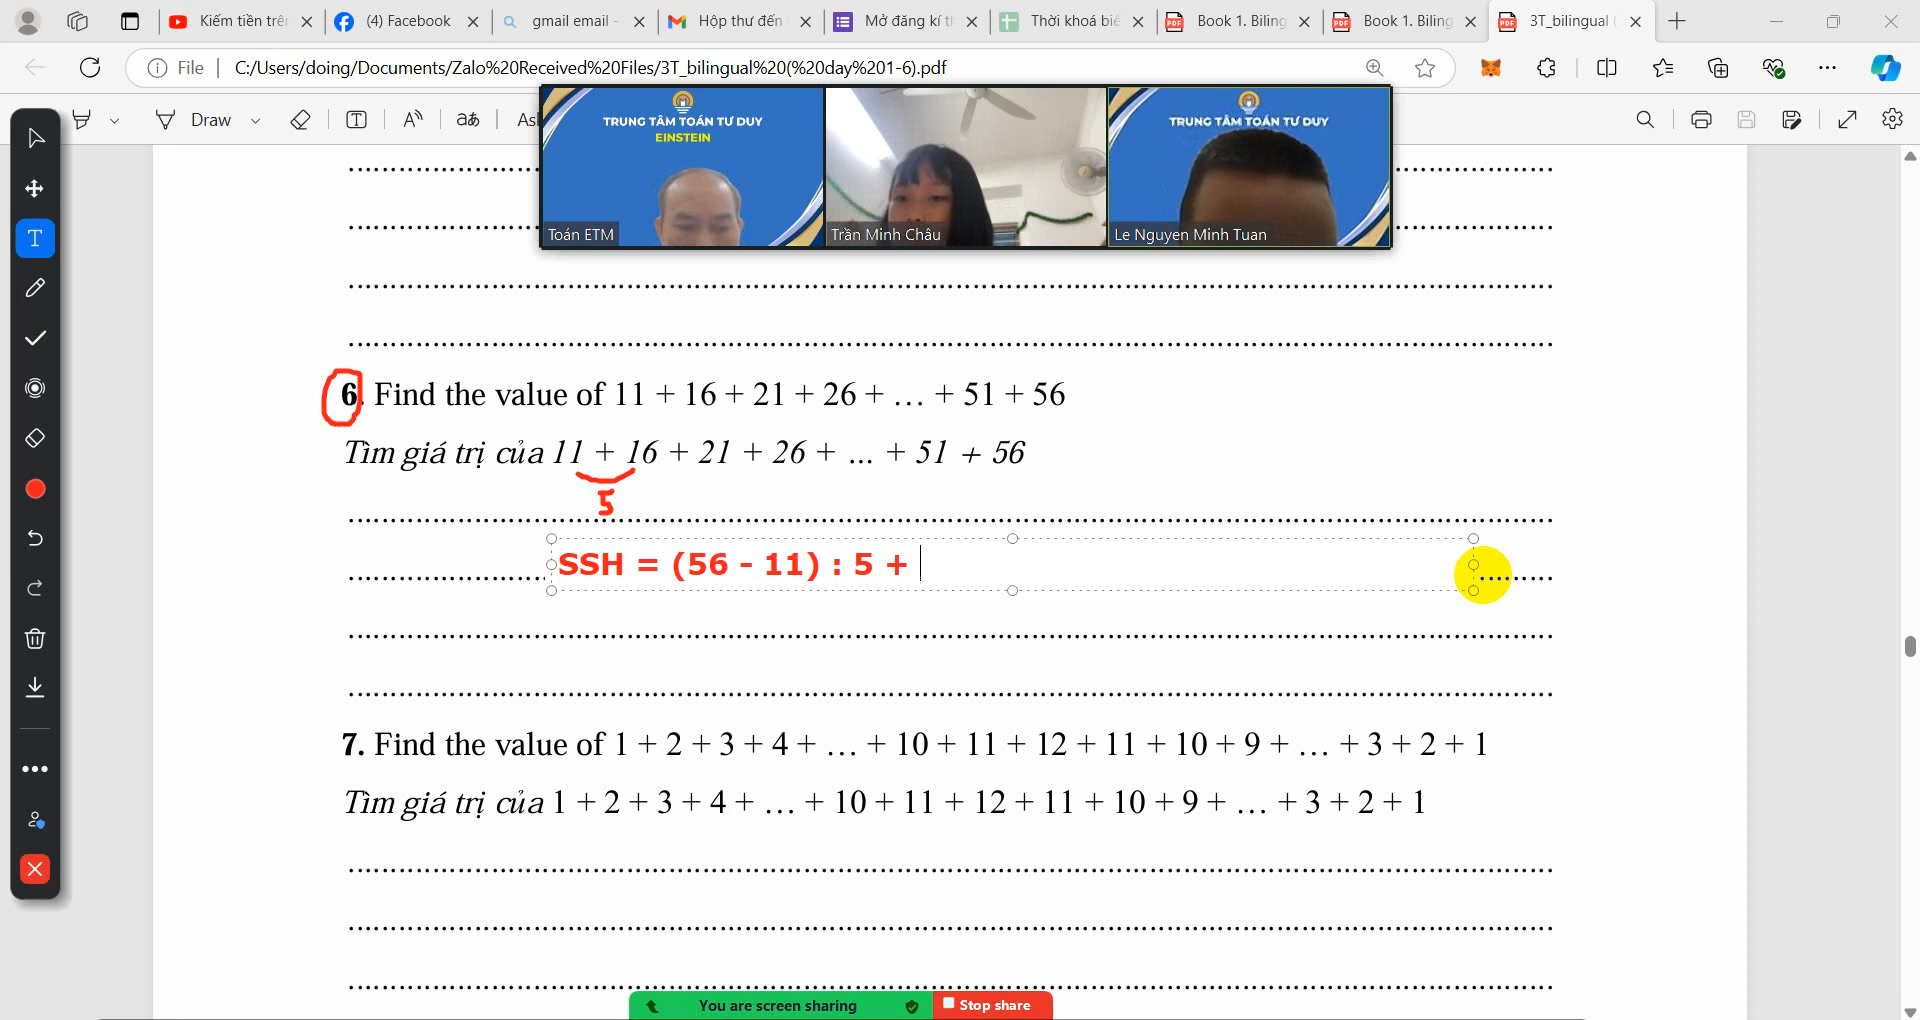 Kiếm tiền trê
(4) Facebook
gmail email -
Hộp thư đến
Mở đăng kí t
Thời khoá biể
Book 1. Biling
Book 1. Biling
3T_bilingual (
File
C:/Users/doing/Documents/Zalo%20Received%20Files/3T_bilingual%20(%20day%201-6).pdf
Draw
Ask
TRUNG TÂM TOÁN TƯ DUY
EINSTEIN
Toán ETM
Trần Minh Châu
TRUNG TÂM TOÁN TƯ DUY
Le Nguyen Minh Tuan
6. Find the value of 11 + 16 + 21 + 26 + … + 51 + 56
Tìm giá trị của 11 + 16 + 21 + 26 + ... + 51 + 56
5
SSH = (56 - 11) : 5 +
7. Find the value of 1 + 2 + 3 + 4 + … + 10 + 11 + 12 + 11 + 10 + 9 + … + 3 + 2 + 1
Tìm giá trị của 1 + 2 + 3 + 4 + … + 10 + 11 + 12 + 11 + 10 + 9 + … + 3 + 2 + 1
You are screen sharing
Stop share